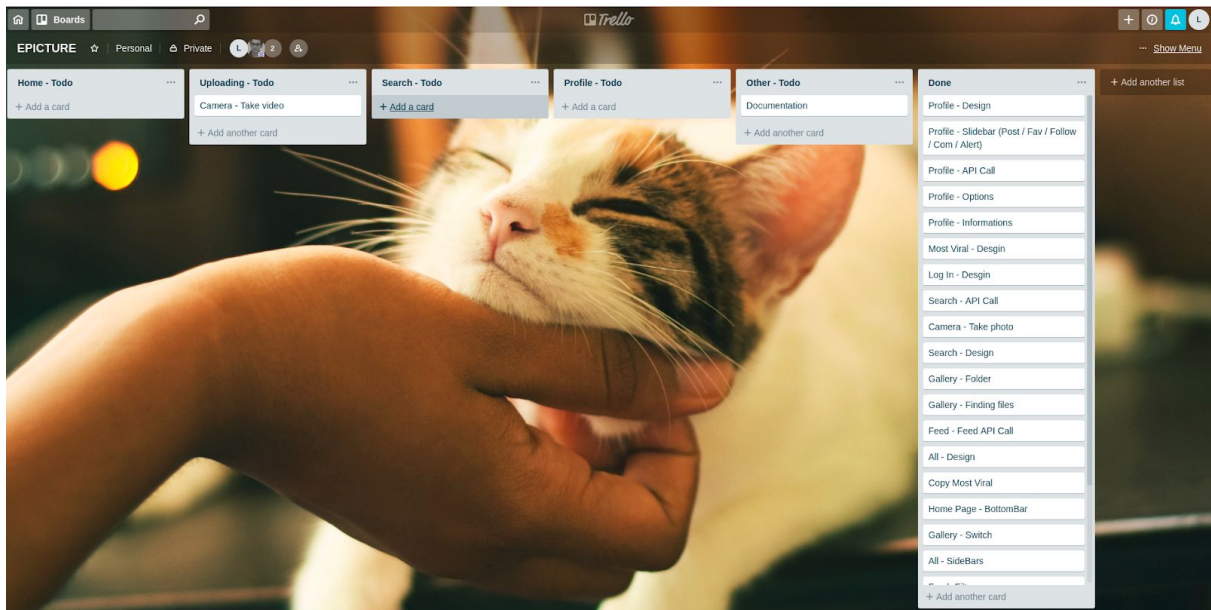 Boards
Trello
L
EPICTURE
Personal
Private
L
2
... Show Menu
Home - Todo
+ Add a card
Uploading - Todo
Camera - Take video
+ Add another card
Search - Todo
+ Add a card
Profile - Todo
+ Add a card
Other - Todo
Documentation
+ Add another card
Done
Profile - Design
Profile - Slidebar (Post / Fav / Follow
/ Com / Alert)
Profile - API Call
Profile - Options
Profile - Informations
Most Viral - Desgin
Log In - Desgin
Search - API Call
Camera - Take photo
Search - Design
Gallery - Folder
Gallery - Finding files
Feed - Feed API Call
All - Design
Copy Most Viral
Home Page - BottomBar
Gallery - Switch
All - SideBars
+ Add another card
+ Add another list